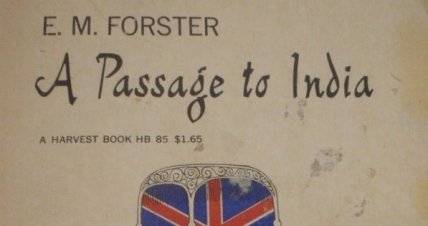 E. M. FORSTER
A Passage to India
A HARVEST BOOK HB 85 $1.65